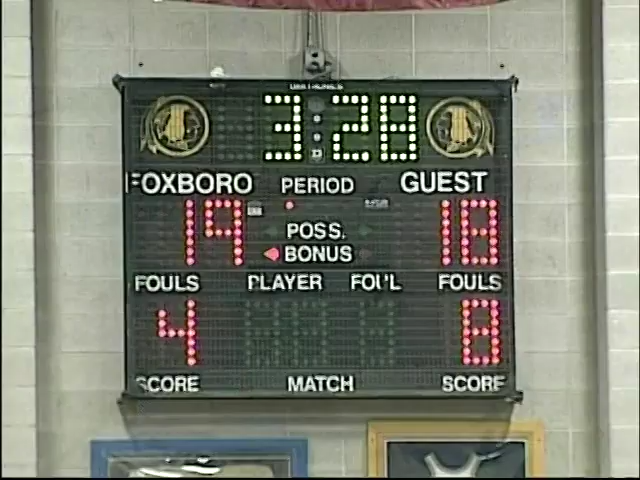 3:28
FOXBORO PERIOD GUEST
19 18
POSS.
BONUS
FOULS PLAYER FOUL FOULS
4 8
SCORE MATCH SCORE